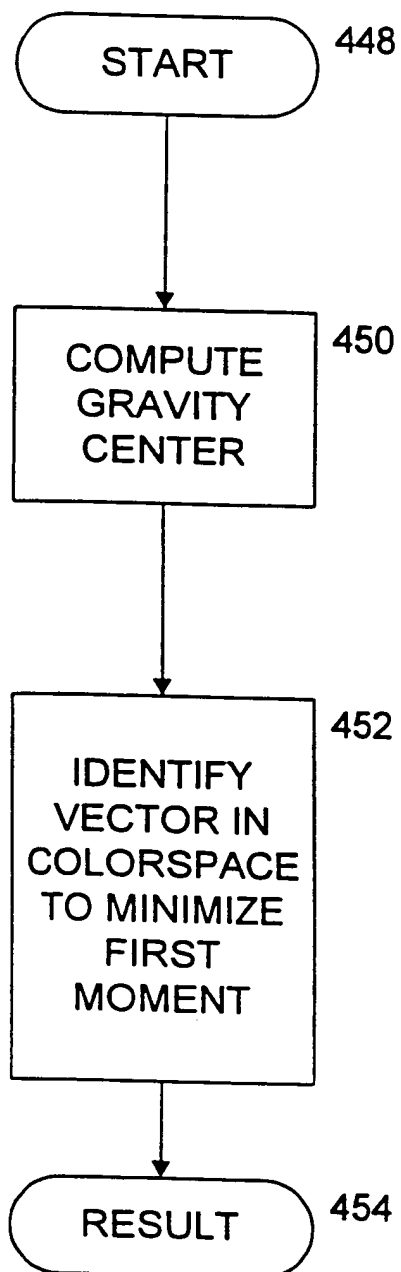 START
448
COMPUTE
GRAVITY
CENTER
450
IDENTIFY
VECTOR IN
COLORSPACE
TO MINIMIZE
FIRST
MOMENT
452
RESULT
454